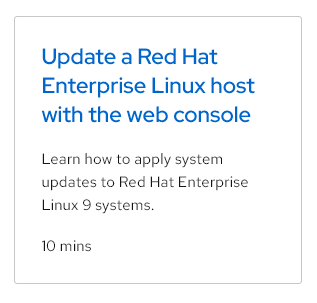 Update a Red Hat
Enterprise Linux host
with the web console
Learn how to apply system
updates to Red Hat Enterprise
Linux 9 systems.
10 mins